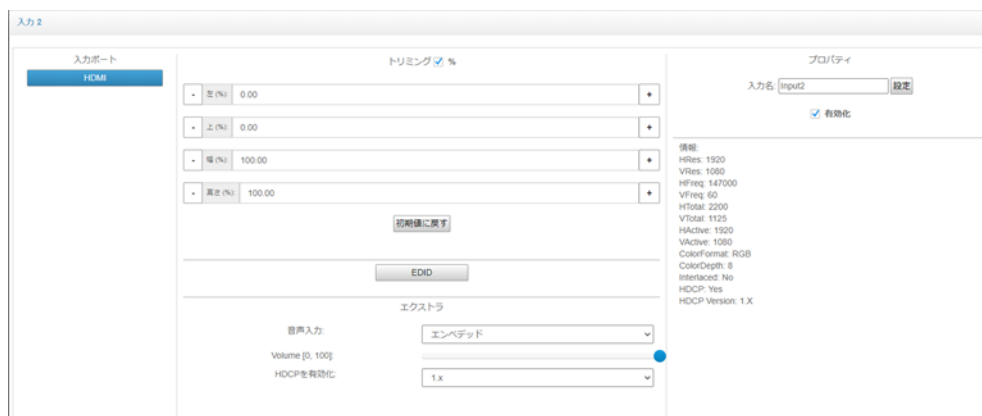 入力 2
入力ポート
HDMI
トリミング %
- 左 (%): 0.00 +
- 上 (%): 0.00 +
- 幅 (%): 100.00 +
- 高さ (%): 100.00 +
初期値に戻す
EDID
エクストラ
音声入力: エンベデッド
Volume [0, 100]:
HDCPを有効化: 1.x
プロパティ
入力名: Input2 設定
有効化
情報:
HRes: 1920
VRes: 1080
HFreq: 147000
VFreq: 60
HTotal: 2200
VTotal: 1125
HActive: 1920
VActive: 1080
ColorFormat: RGB
ColorDepth: 8
Interlaced: No
HDCP: Yes
HDCP Version: 1.X